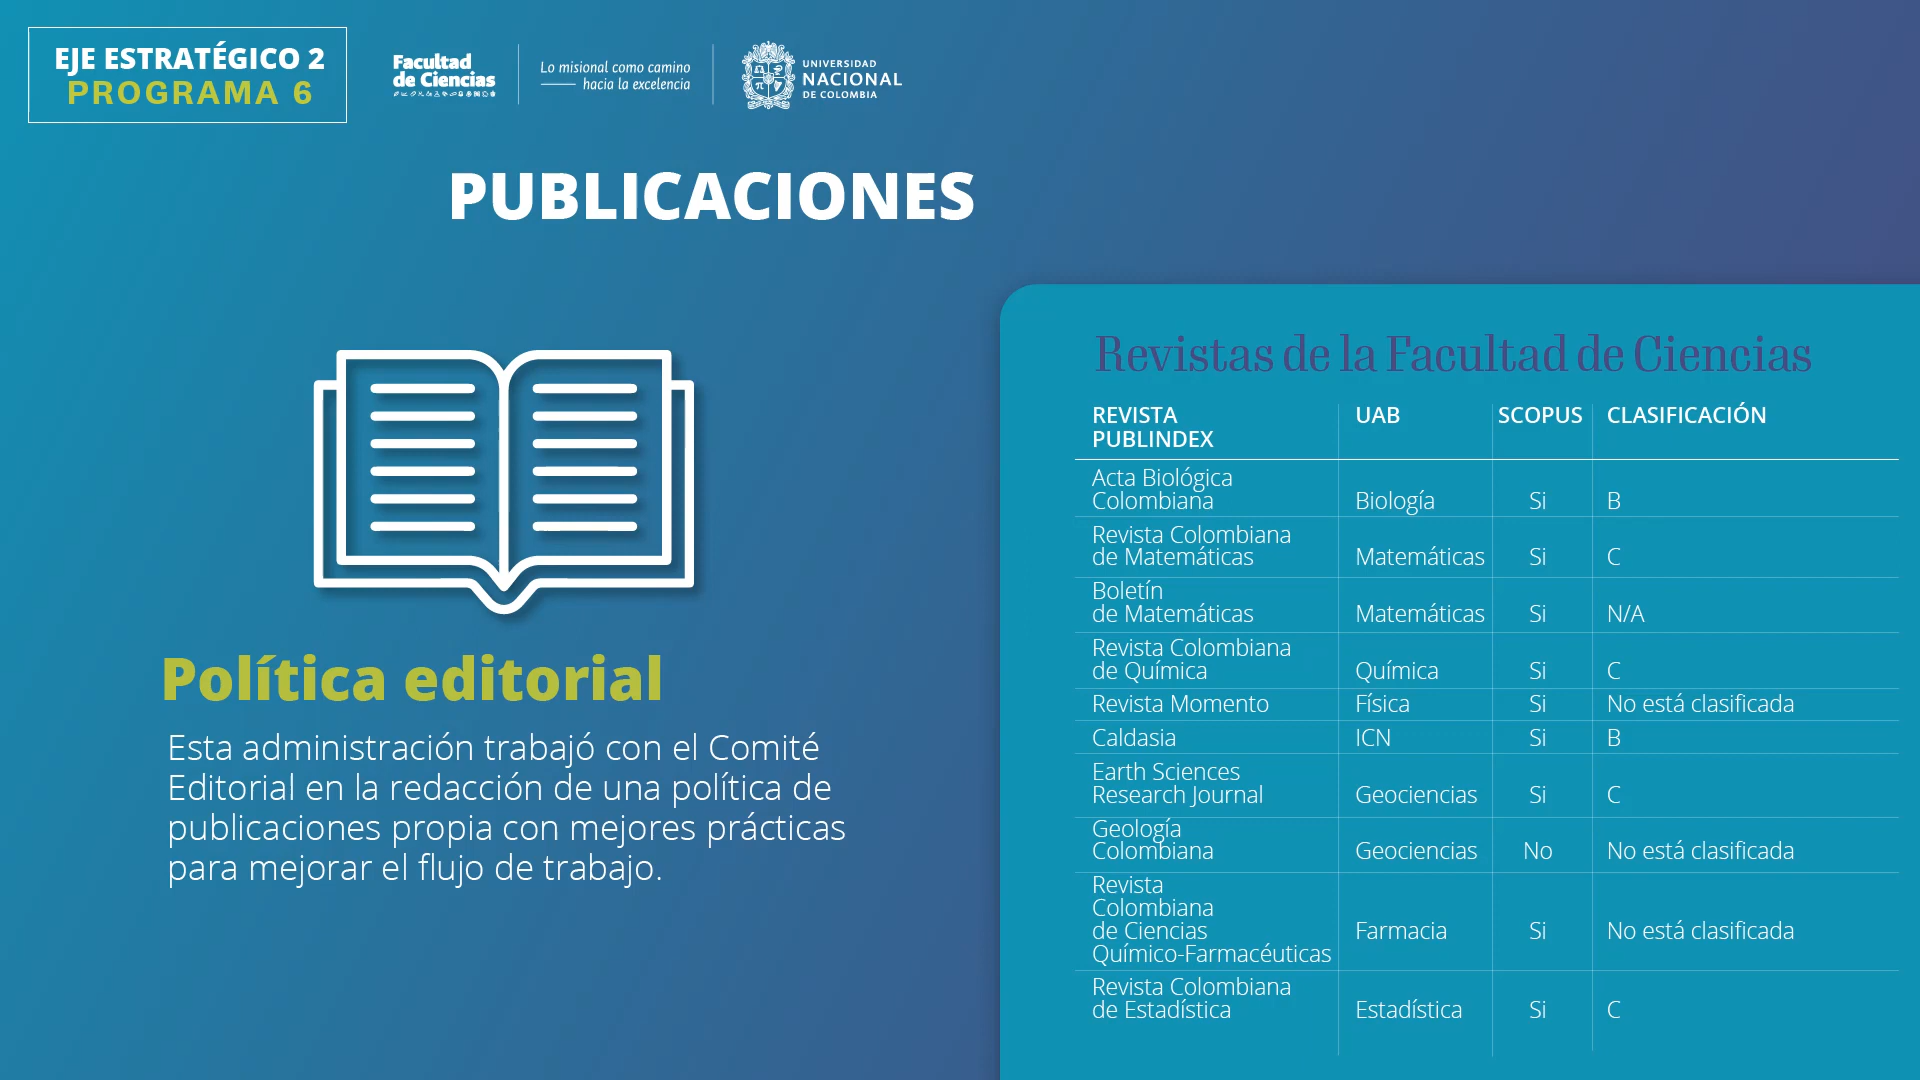 EJE ESTRATÉGICO 2
PROGRAMA 6
Facultad
de Ciencias
Lo misional como camino
hacia la excelencia
UNIVERSIDAD
NACIONAL
DE COLOMBIA
PUBLICACIONES
Política editorial
Esta administración trabajó con el Comité
Editorial en la redacción de una política de
publicaciones propia con mejores prácticas
para mejorar el flujo de trabajo.
Revistas de la Facultad de Ciencias
REVISTA PUBLINDEX UAB SCOPUS CLASIFICACIÓN
Acta Biológica
Colombiana Biología Si B
Revista Colombiana
de Matemáticas Matemáticas Si C
Boletín
de Matemáticas Matemáticas Si N/A
Revista Colombiana
de Química Química Si C
Revista Momento Física Si No está clasificada
Caldasia ICN Si B
Earth Sciences
Research Journal Geociencias Si C
Geología
Colombiana Geociencias No No está clasificada
Revista
Colombiana
de Ciencias Farmacia Si No está clasificada
Químico-Farmacéuticas
Revista Colombiana
de Estadística Estadística Si C